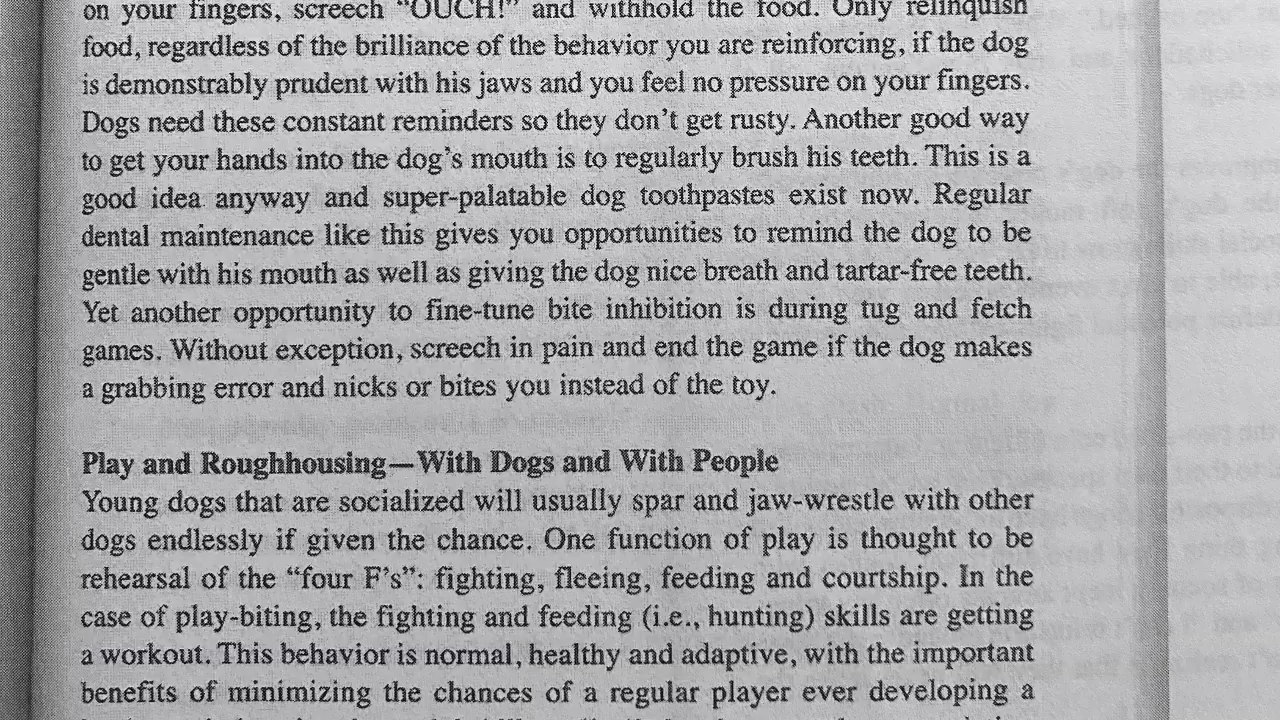 on your fingers, screech “OUCH!” and withhold the food. Only relinquish
food, regardless of the brilliance of the behavior you are reinforcing, if the dog
is demonstrably prudent with his jaws and you feel no pressure on your fingers.
Dogs need these constant reminders so they don’t get rusty. Another good way
to get your hands into the dog’s mouth is to regularly brush his teeth. This is a
good idea anyway and super-palatable dog toothpastes exist now. Regular
dental maintenance like this gives you opportunities to remind the dog to be
gentle with his mouth as well as giving the dog nice breath and tartar-free teeth.
Yet another opportunity to fine-tune bite inhibition is during tug and fetch
games. Without exception, screech in pain and end the game if the dog makes
a grabbing error and nicks or bites you instead of the toy.
Play and Roughhousing—With Dogs and With People
Young dogs that are socialized will usually spar and jaw-wrestle with other
dogs endlessly if given the chance. One function of play is thought to be
rehearsal of the “four F’s”: fighting, fleeing, feeding and courtship. In the
case of play-biting, the fighting and feeding (i.e., hunting) skills are getting
a workout. This behavior is normal, healthy and adaptive, with the important
benefits of minimizing the chances of a regular player ever developing a